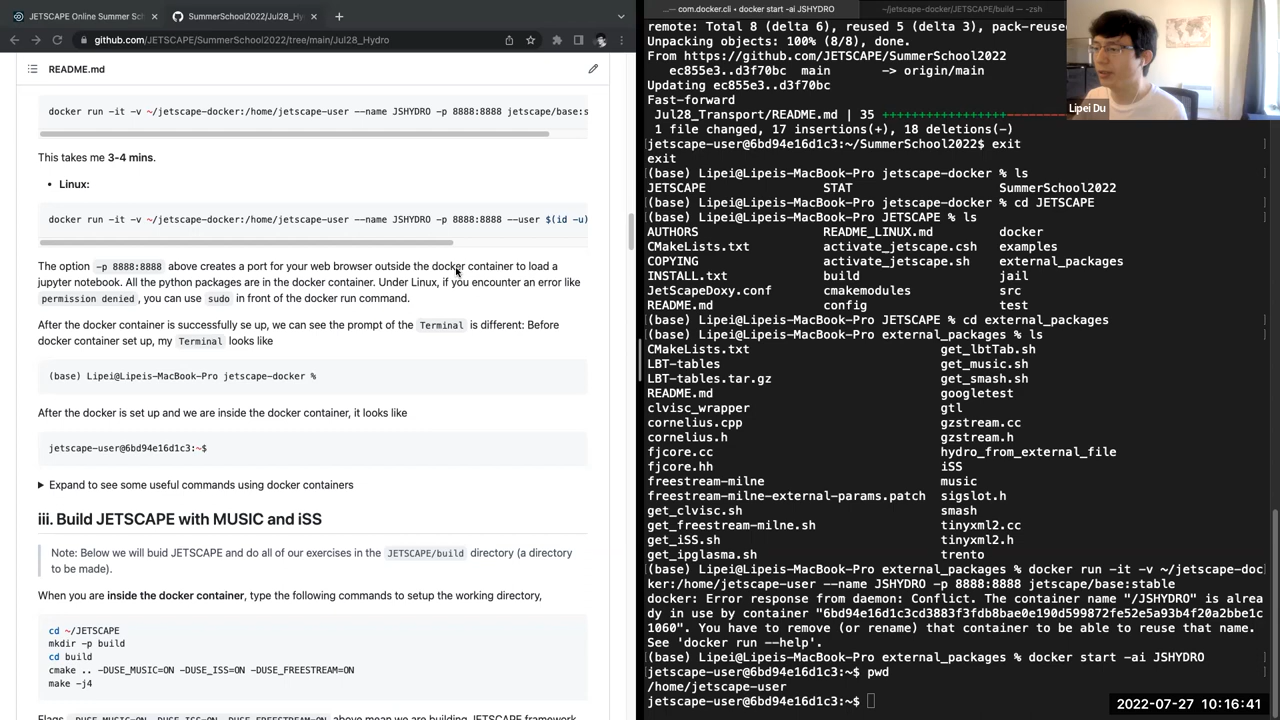 JETSCAPE Online Summer Sch
SummerSchool2022/Jul28_Hy
github.com/JETSCAPE/SummerSchool2022/tree/main/Jul28_Hydro
README.md
docker run -it -v ~/jetscape-docker:/home/jetscape-user --name JSHYDRO -p 8888:8888 jetscape/base:s
This takes me 3-4 mins.
• Linux:
docker run -it -v ~/jetscape-docker:/home/jetscape-user --name JSHYDRO -p 8888:8888 --user $(id -u)
The option -p 8888:8888 above creates a port for your web browser outside the docker container to load a
jupyter notebook. All the python packages are in the docker container. Under Linux, if you encounter an error like
permission denied , you can use sudo in front of the docker run command.
After the docker container is successfully se up, we can see the prompt of the Terminal is different: Before
docker container set up, my Terminal looks like
(base) Lipei@Lipeis-MacBook-Pro jetscape-docker %
After the docker is set up and we are inside the docker container, it looks like
jetscape-user@6bd94e16d1c3:~$
Expand to see some useful commands using docker containers
iii. Build JETSCAPE with MUSIC and iSS
Note: Below we will buid JETSCAPE and do all of our exercises in the JETSCAPE/build directory (a directory
to be made).
When you are inside the docker container, type the following commands to setup the working directory,
cd ~/JETSCAPE
mkdir -p build
cd build
cmake .. -DUSE_MUSIC=ON -DUSE_ISS=ON -DUSE_FREESTREAM=ON
make -j4
Flags -DUSE_MUSIC=ON -DUSE_ISS=ON -DUSE_FREESTREAM=ON above mean we are building JETSCAPE framework
... com.docker.cli • docker start -ai JSHYDRO
~/jetscape-docker/JETSCAPE/build — -zsh
remote: Total 8 (delta 6), reused 5 (delta 3), pack-reuse
Unpacking objects: 100% (8/8), done.
From https://github.com/JETSCAPE/SummerSchool2022
ec855e3..d3f70bc main -> origin/main
Updating ec855e3..d3f70bc
Fast-forward
Jul28_Transport/README.md | 35 +++++++++++++++++-------
1 file changed, 17 insertions(+), 18 deletions(-)
jetscape-user@6bd94e16d1c3:~/SummerSchool2022$ exit
exit
(base) Lipei@Lipeis-MacBook-Pro jetscape-docker % ls
JETSCAPE STAT SummerSchool2022
(base) Lipei@Lipeis-MacBook-Pro jetscape-docker % cd JETSCAPE
(base) Lipei@Lipeis-MacBook-Pro JETSCAPE % ls
AUTHORS README_LINUX.md docker
CMakeLists.txt activate_jetscape.csh examples
COPYING activate_jetscape.sh external_packages
INSTALL.txt build jail
JetScapeDoxy.conf cmakemodules src
README.md config test
(base) Lipei@Lipeis-MacBook-Pro JETSCAPE % cd external_packages
(base) Lipei@Lipeis-MacBook-Pro external_packages % ls
CMakeLists.txt get_lbtTab.sh
LBT-tables get_music.sh
LBT-tables.tar.gz get_smash.sh
README.md googletest
clvisc_wrapper gtl
cornelius.cpp gzstream.cc
cornelius.h gzstream.h
fjcore.cc hydro_from_external_file
fjcore.hh iSS
freestream-milne music
freestream-milne-external-params.patch sigslot.h
get_clvisc.sh smash
get_freestream-milne.sh tinyxml2.cc
get_iSS.sh tinyxml2.h
get_ipglasma.sh trento
(base) Lipei@Lipeis-MacBook-Pro external_packages % docker run -it -v ~/jetscape-doc
ker:/home/jetscape-user --name JSHYDRO -p 8888:8888 jetscape/base:stable
docker: Error response from daemon: Conflict. The container name "/JSHYDRO" is alrea
dy in use by container "6bd94e16d1c3cd3883f3fdb8bae0e190d599872fe52e5a93b4f20a2bbe1c
1060". You have to remove (or rename) that container to be able to reuse that name.
See 'docker run --help'.
(base) Lipei@Lipeis-MacBook-Pro external_packages % docker start -ai JSHYDRO
jetscape-user@6bd94e16d1c3:~$ pwd
/home/jetscape-user
jetscape-user@6bd94e16d1c3:~$
Lipei Du
2022-07-27 10:16:41